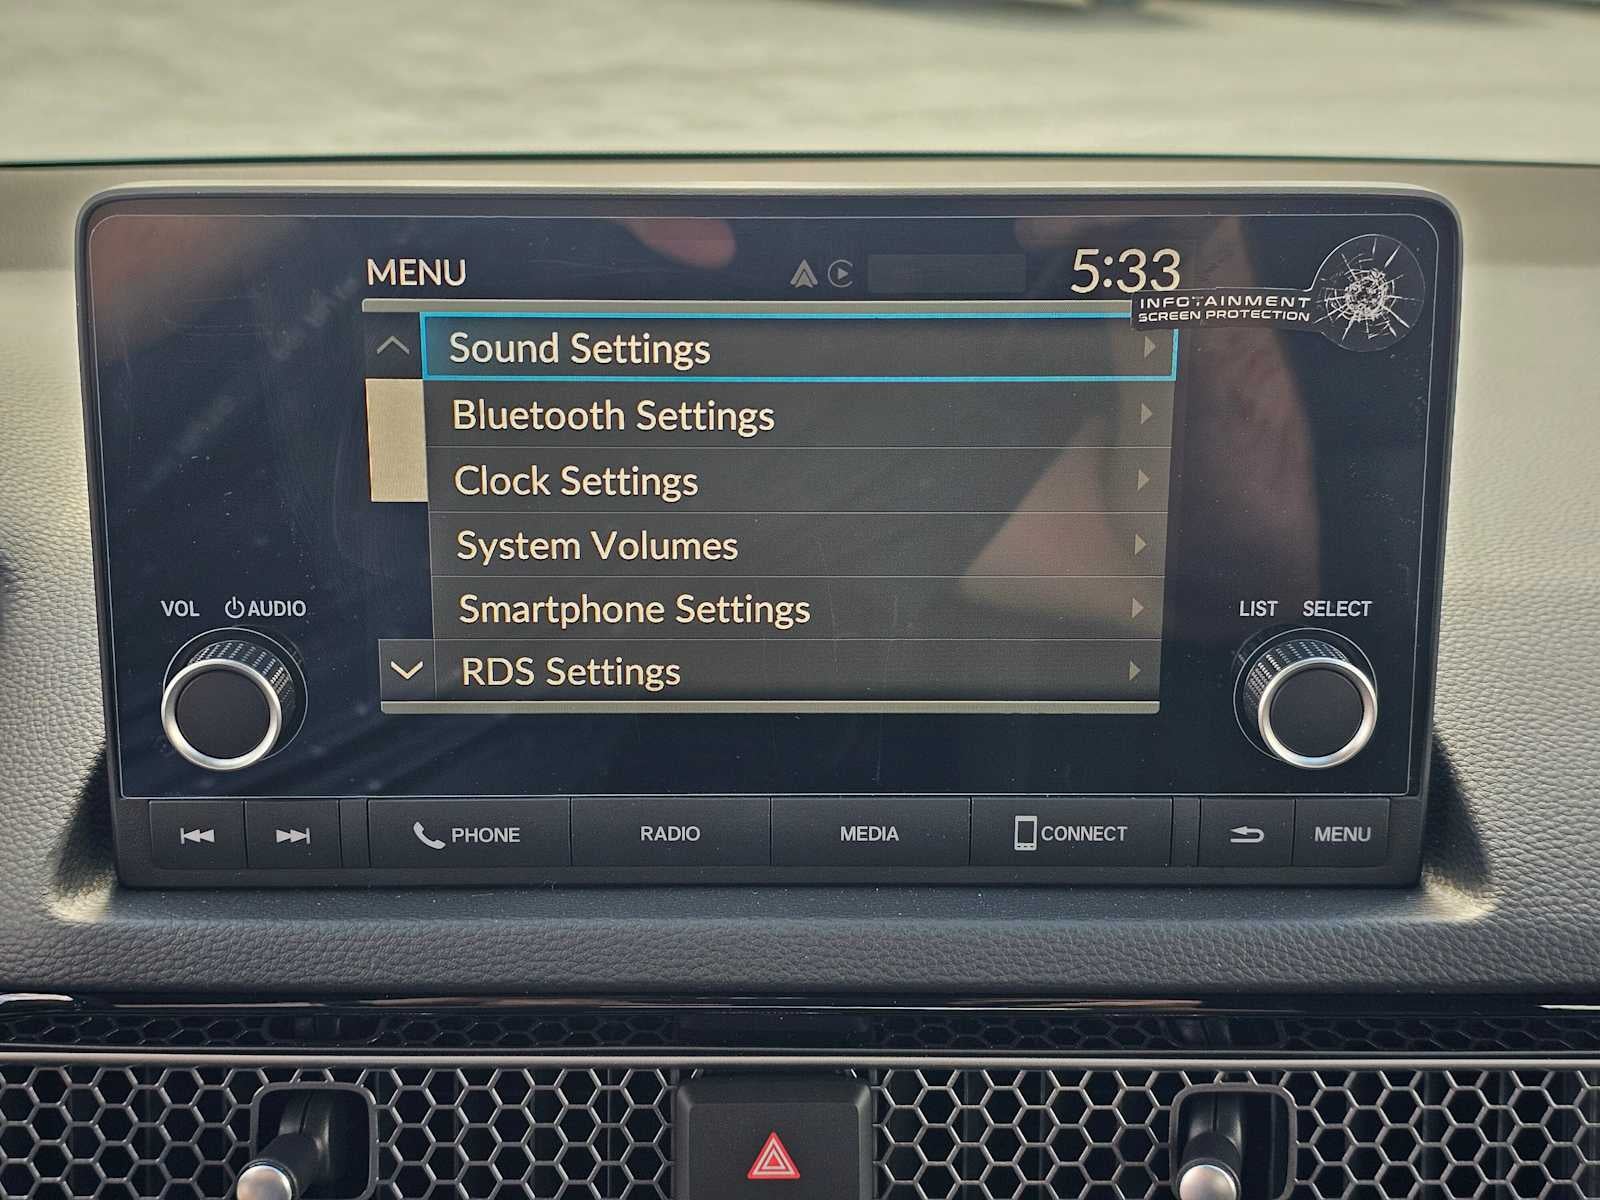 MENU
5:33
INFOTAINMENT
SCREEN PROTECTION
Sound Settings
Bluetooth Settings
Clock Settings
System Volumes
Smartphone Settings
RDS Settings
VOL AUDIO
LIST SELECT
PHONE RADIO MEDIA CONNECT MENU